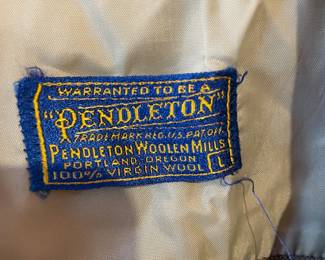 WARRANTED TO BE A
"PENDLETON"
TRADE MARK REG. U.S. PAT. OFF.
PENDLETON WOOLEN MILLS
PORTLAND, OREGON
100% VIRGIN WOOL
L